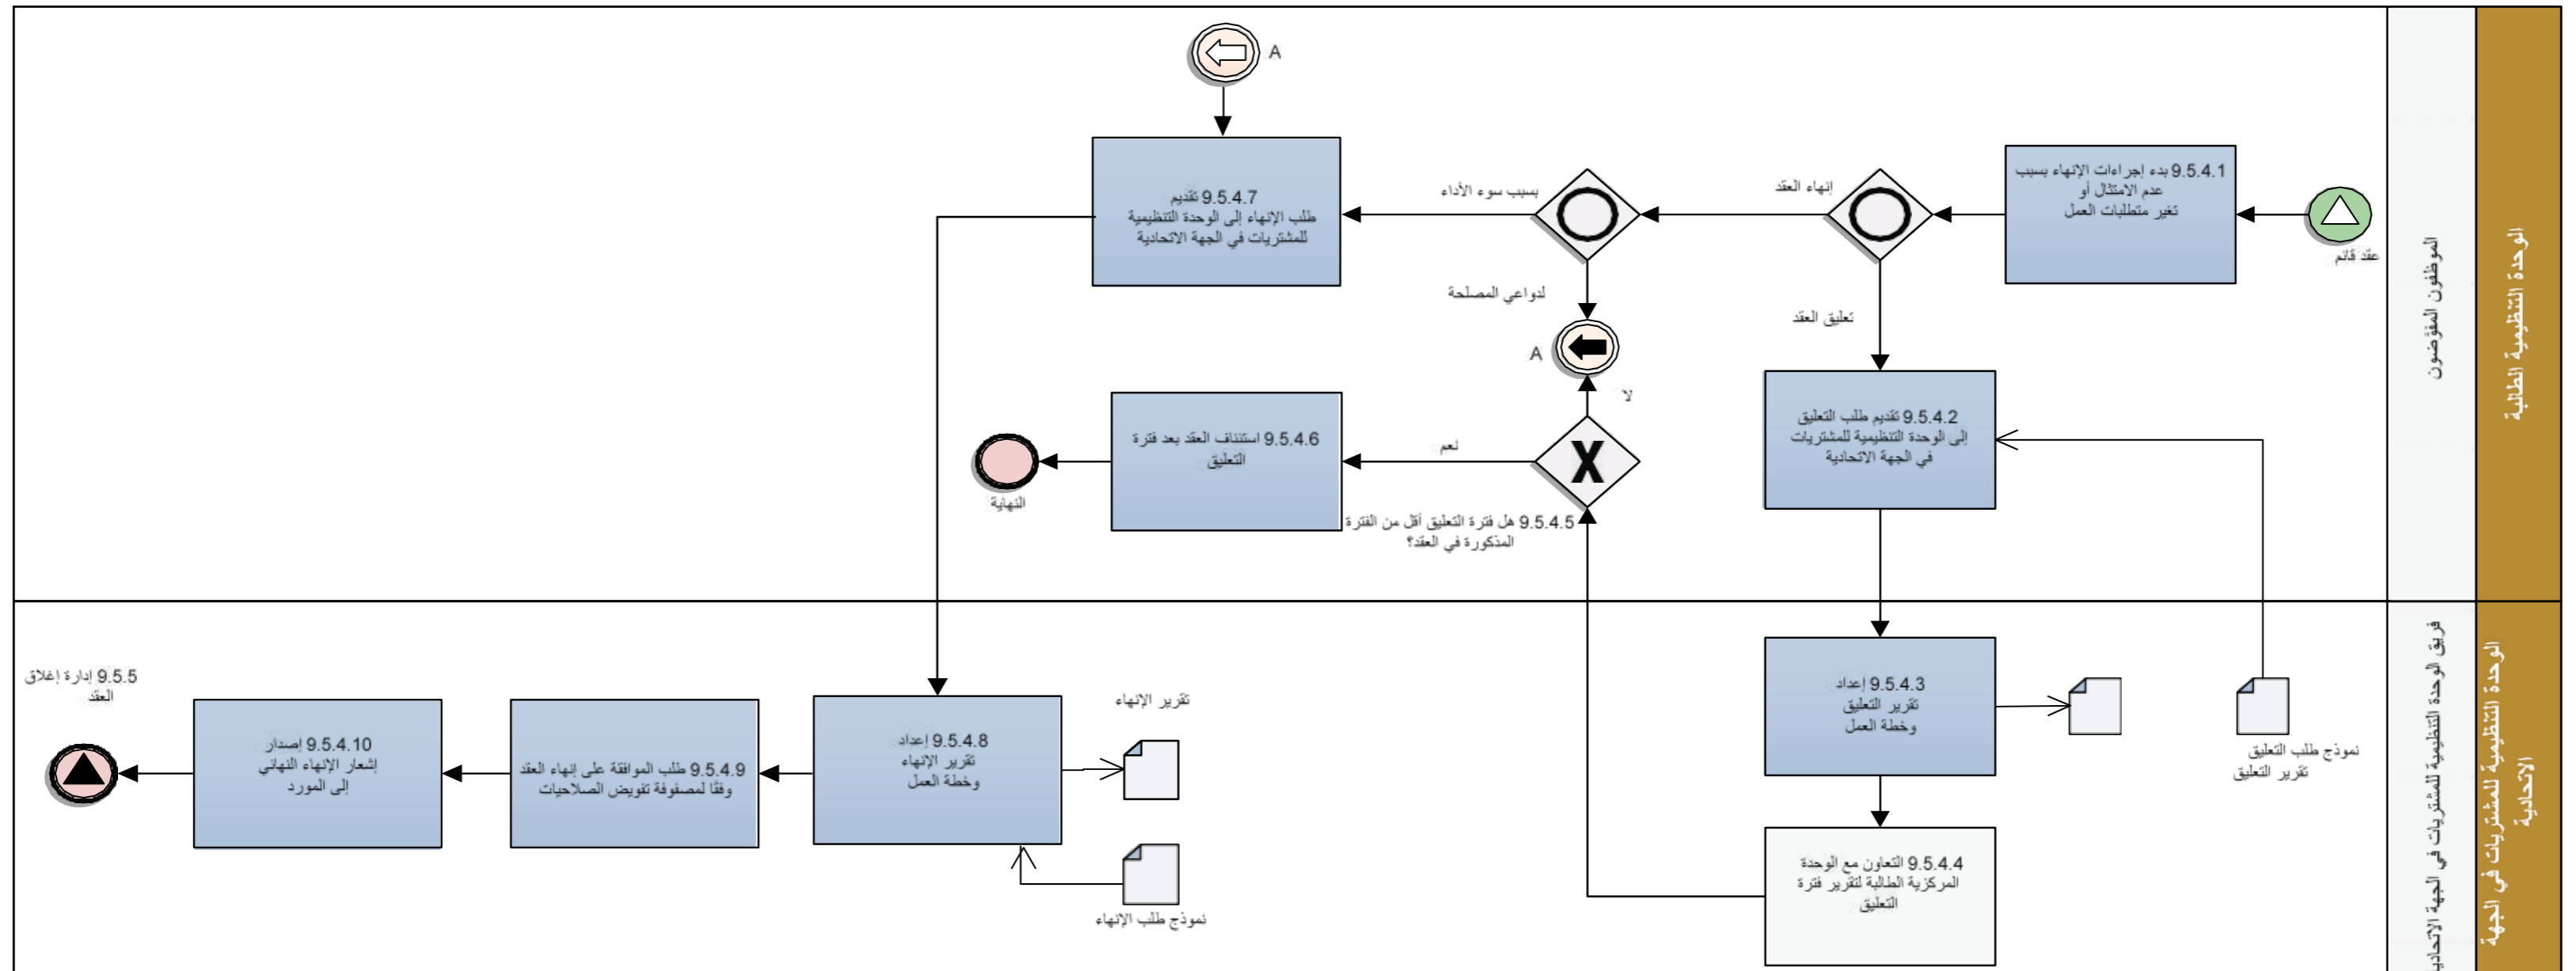 الوحدة التنظيمية الطالبة
الموظفون المفوّضون
عقد قائم
9.5.4.1 بدء إجراءات الإنهاء بسبب
عدم الامتثال أو
تغير متطلبات العمل
إنهاء العقد
تعليق العقد
بسبب سوء الأداء
لدواعي المصلحة
A
9.5.4.7 تقديم
طلب الإنهاء إلى الوحدة التنظيمية
للمشتريات في الجهة الاتحادية
A
9.5.4.2 تقديم طلب التعليق
إلى الوحدة التنظيمية للمشتريات
في الجهة الاتحادية
لا
نعم
9.5.4.5 هل فترة التعليق أقل من الفترة
المذكورة في العقد؟
9.5.4.6 استئناف العقد بعد فترة
التعليق
النهاية
الوحدة التنظيمية للمشتريات في الجهة
الاتحادية
فريق الوحدة التنظيمية للمشتريات في الجهة الاتحادية
نموذج طلب التعليق
تقرير التعليق
9.5.4.3 إعداد
تقرير التعليق
وخطة العمل
9.5.4.4 التعاون مع الوحدة
المركزية الطالبة لتقرير فترة
التعليق
تقرير الإنهاء
نموذج طلب الإنهاء
9.5.4.8 إعداد
تقرير الإنهاء
وخطة العمل
9.5.4.9 طلب الموافقة على إنهاء العقد
وفقًا لمصفوفة تفويض الصلاحيات
9.5.4.10 إصدار
إشعار الإنهاء النهائي
إلى المورد
9.5.5 إدارة إغلاق
العقد